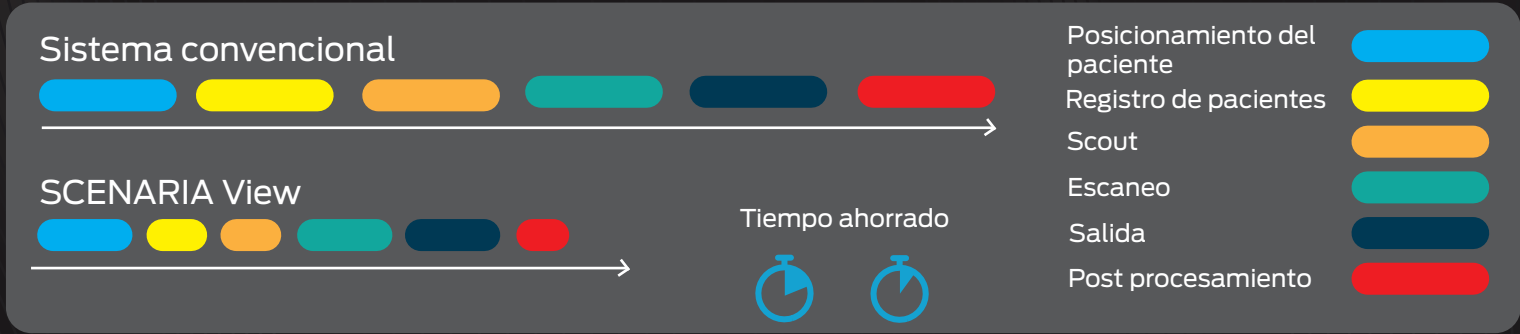 Sistema convencional
SCENARIA View
Tiempo ahorrado
Posicionamiento del
paciente
Registro de pacientes
Scout
Escaneo
Salida
Post procesamiento